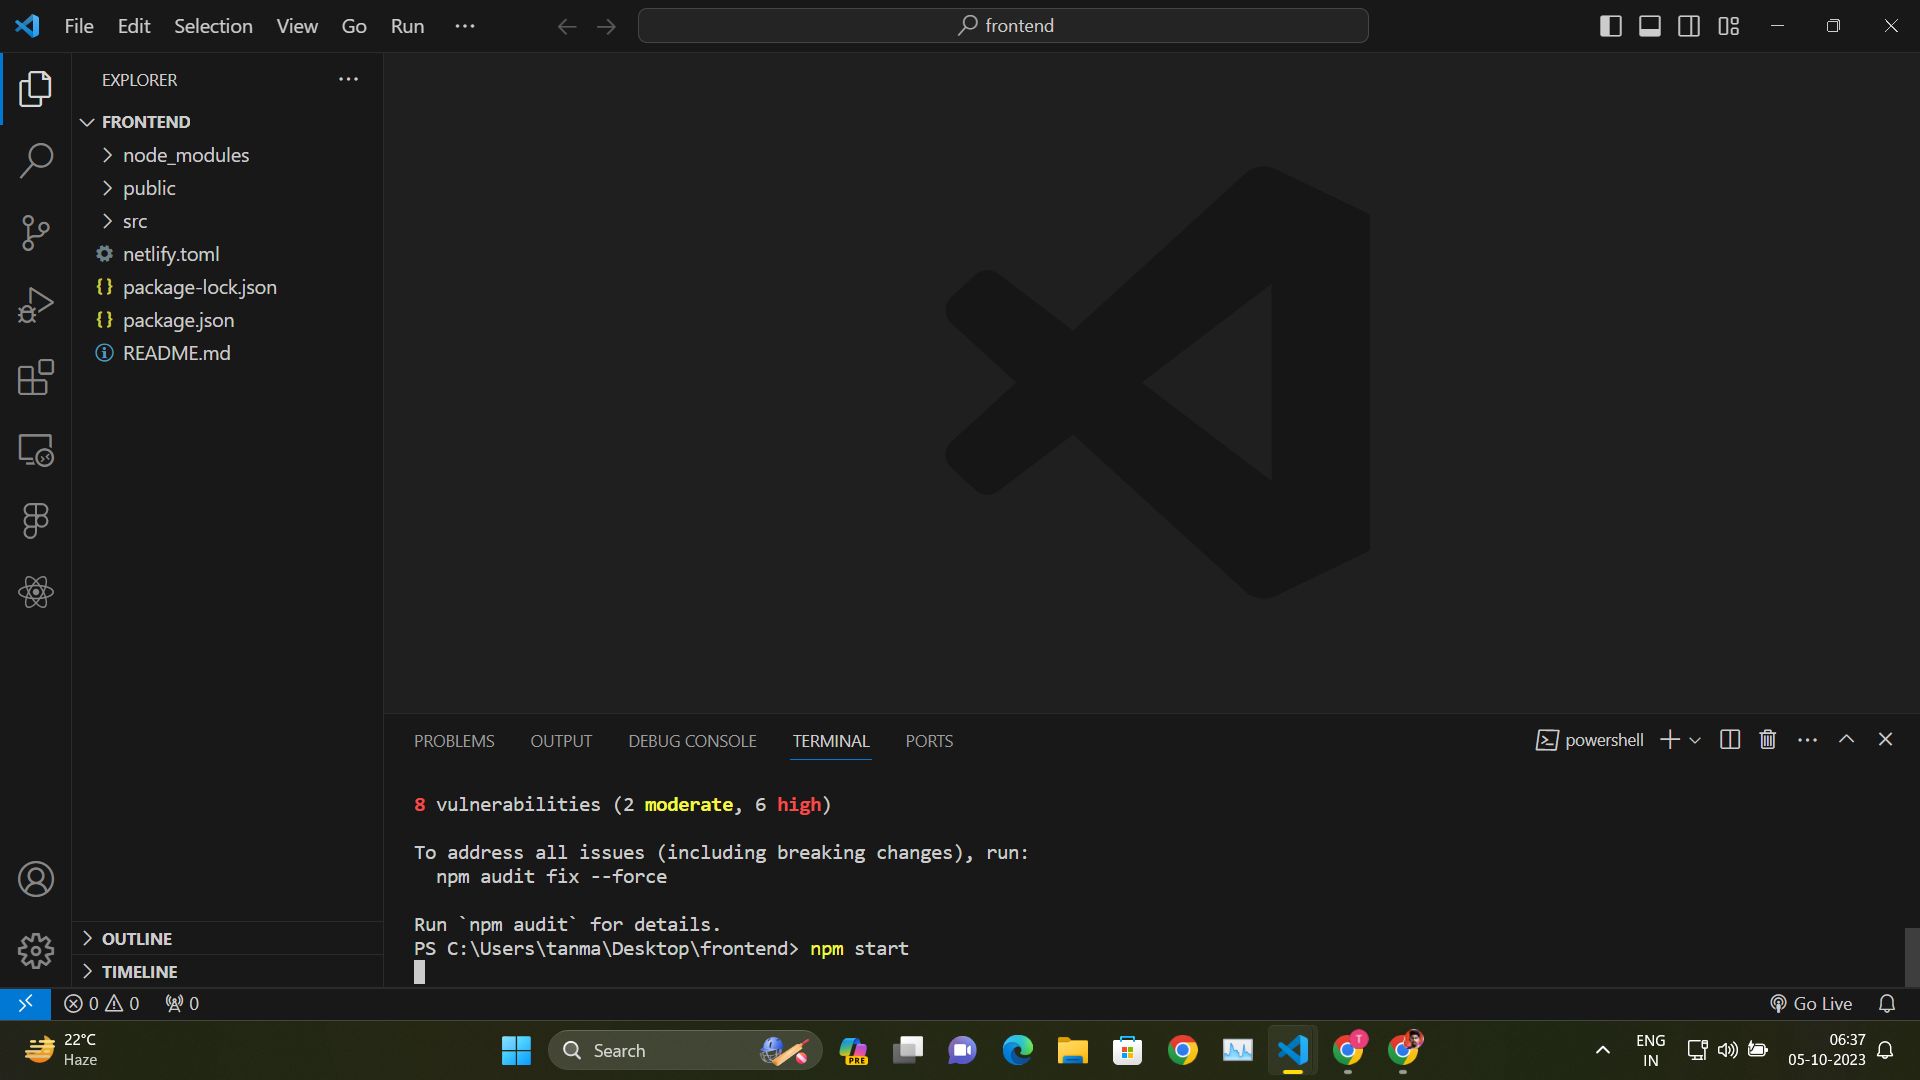 File Edit Selection View Go Run ···
frontend
EXPLORER
FRONTEND
node_modules
public
src
netlify.toml
package-lock.json
package.json
README.md
OUTLINE
TIMELINE
PROBLEMS OUTPUT DEBUG CONSOLE TERMINAL PORTS
powershell
8 vulnerabilities (2 moderate, 6 high)
To address all issues (including breaking changes), run:
npm audit fix --force
Run `npm audit` for details.
PS C:\Users\tanma\Desktop\frontend> npm start
0 0 0
Go Live
22°C
Haze
Search
PRE
T
ENG
IN
06:37
05-10-2023